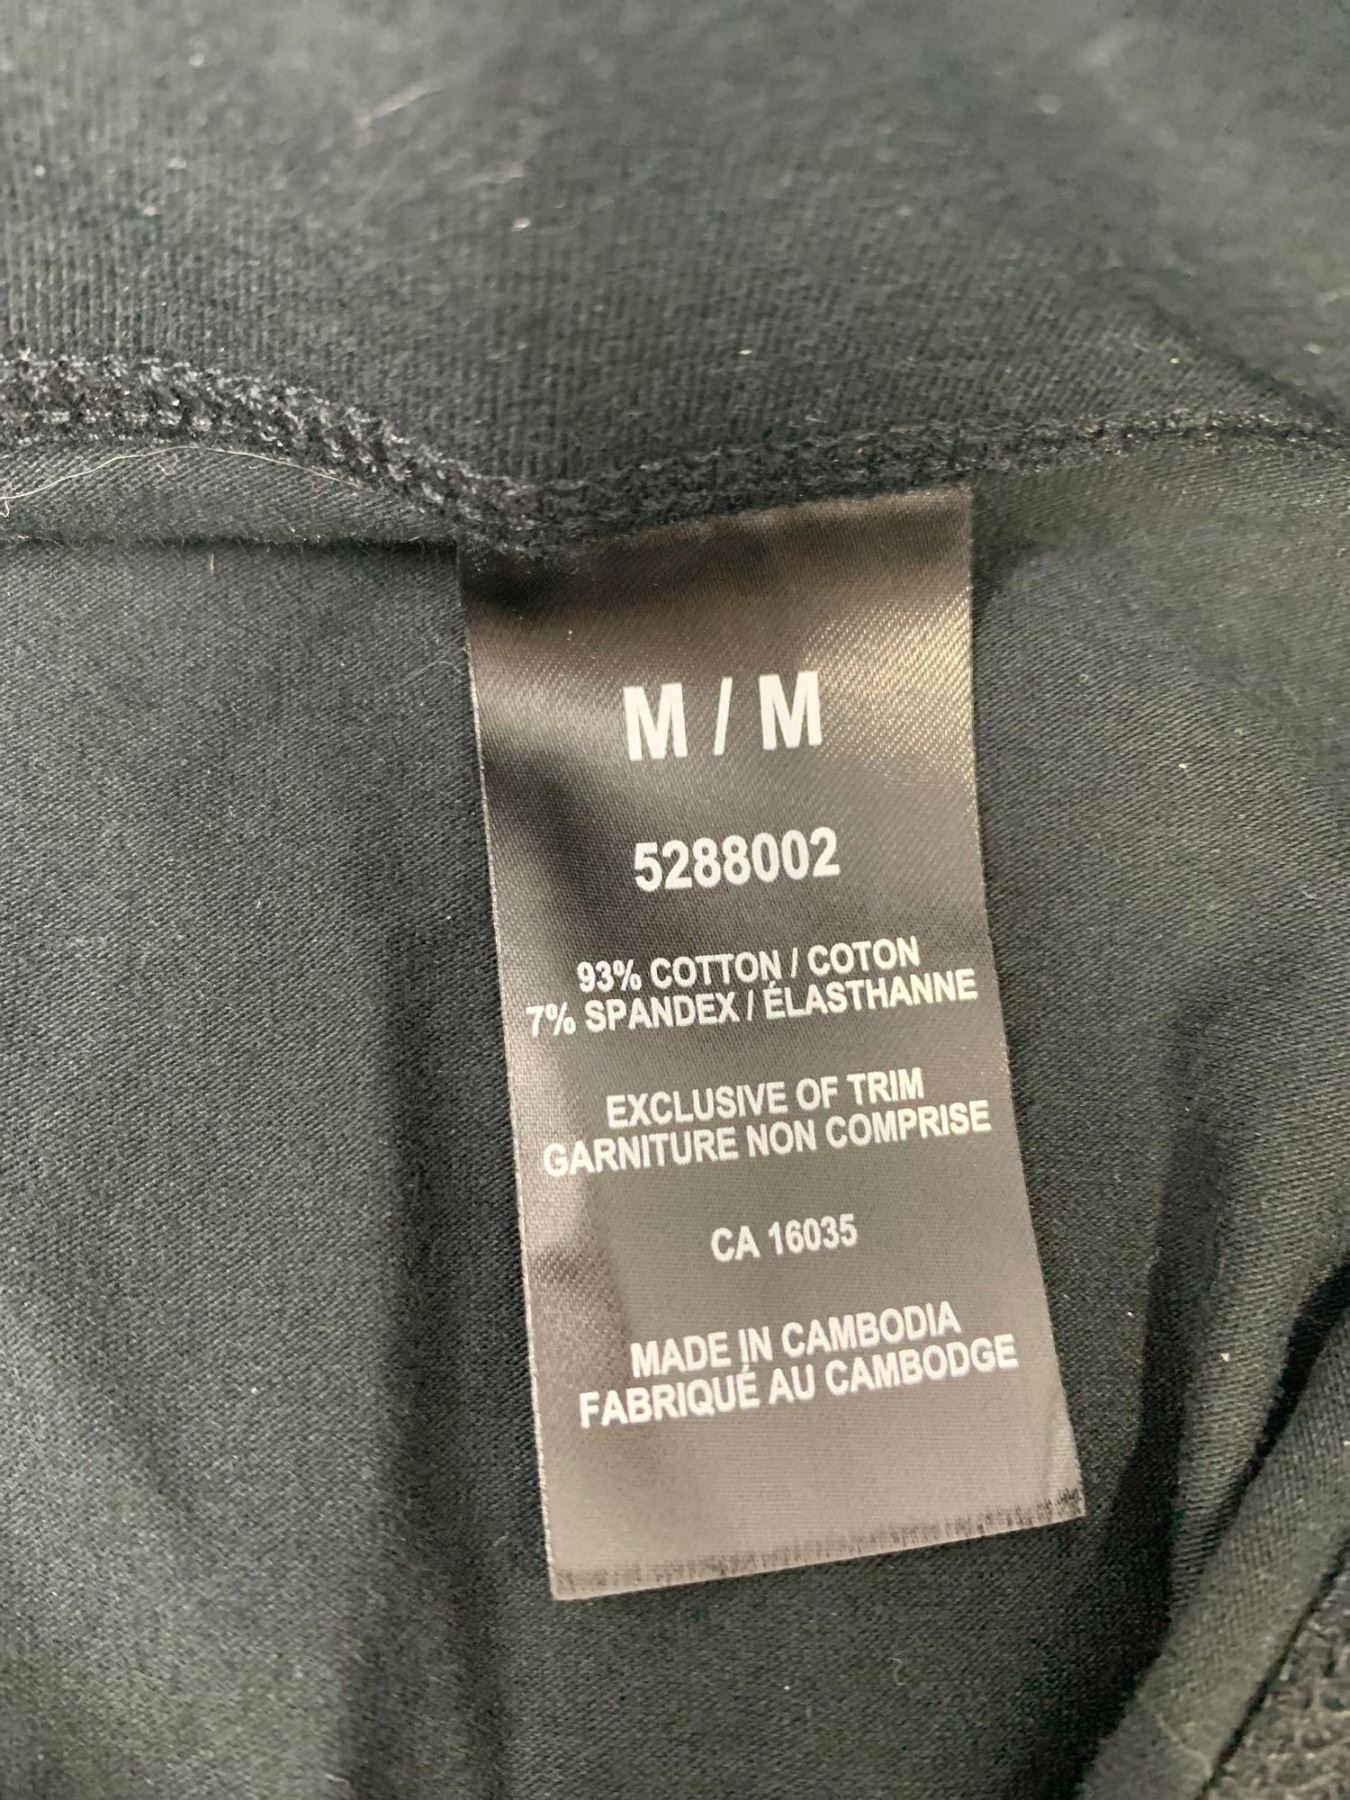 M / M
5288002
93% COTTON / COTON
7% SPANDEX / ÉLASTHANNE
EXCLUSIVE OF TRIM
GARNITURE NON COMPRISE
CA 16035
MADE IN CAMBODIA
FABRIQUÉ AU CAMBODGE